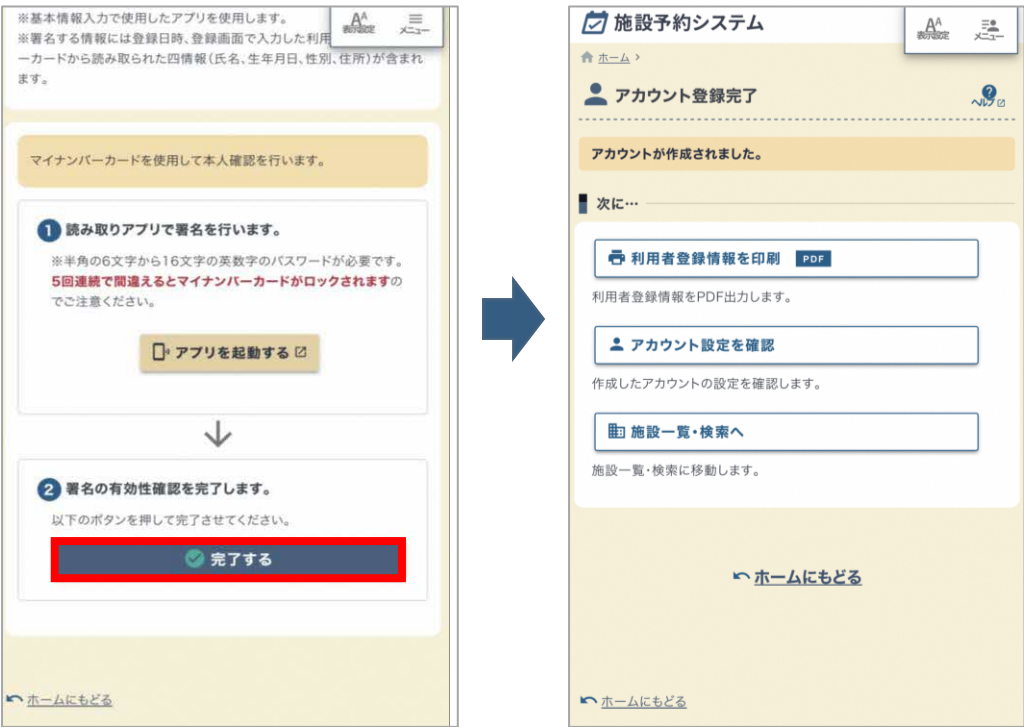 ※基本情報入力で使用したアプリを使用します。
※署名する情報には登録日時、登録画面で入力した利用
ーカードから読み取られた四情報(氏名、生年月日、性別、住所)が含まれ
ます。
AA
表示設定
メニュー
マイナンバーカードを使用して本人確認を行います。
1 読み取りアプリで署名を行います。
※半角の6文字から16文字の英数字のパスワードが必要です。
5回連続で間違えるとマイナンバーカードがロックされますの
でご注意ください。
アプリを起動する
2 署名の有効性確認を完了します。
以下のボタンを押して完了させてください。
完了する
ホームにもどる
施設予約システム
AA
表示設定
メニュー
ホーム ›
アカウント登録完了
ヘルプ
アカウントが作成されました。
次に…
利用者登録情報を印刷 PDF
利用者登録情報をPDF出力します。
アカウント設定を確認
作成したアカウントの設定を確認します。
施設一覧・検索へ
施設一覧・検索に移動します。
ホームにもどる
ホームにもどる